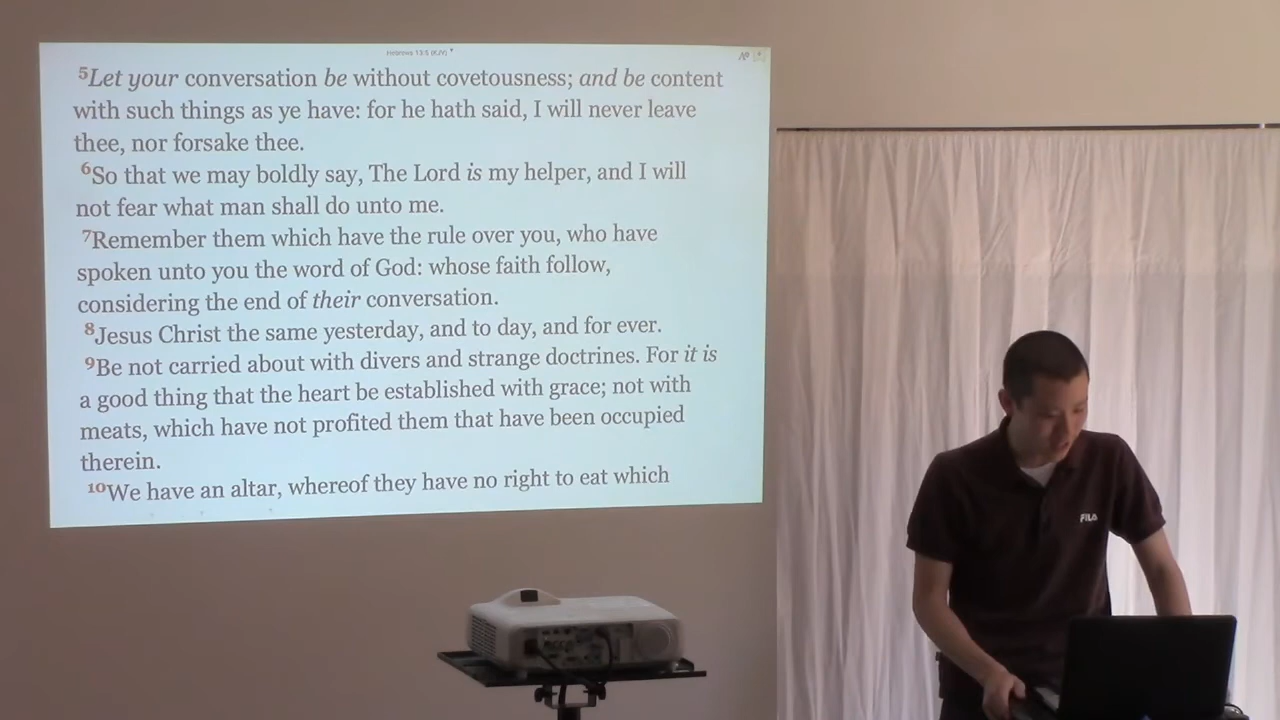 Hebrews 13:5 (KJV)
5Let your conversation be without covetousness; and be content
with such things as ye have: for he hath said, I will never leave
thee, nor forsake thee.
6So that we may boldly say, The Lord is my helper, and I will
not fear what man shall do unto me.
7Remember them which have the rule over you, who have
spoken unto you the word of God: whose faith follow,
considering the end of their conversation.
8Jesus Christ the same yesterday, and to day, and for ever.
9Be not carried about with divers and strange doctrines. For it is
a good thing that the heart be established with grace; not with
meats, which have not profited them that have been occupied
therein.
10We have an altar, whereof they have no right to eat which
FILA